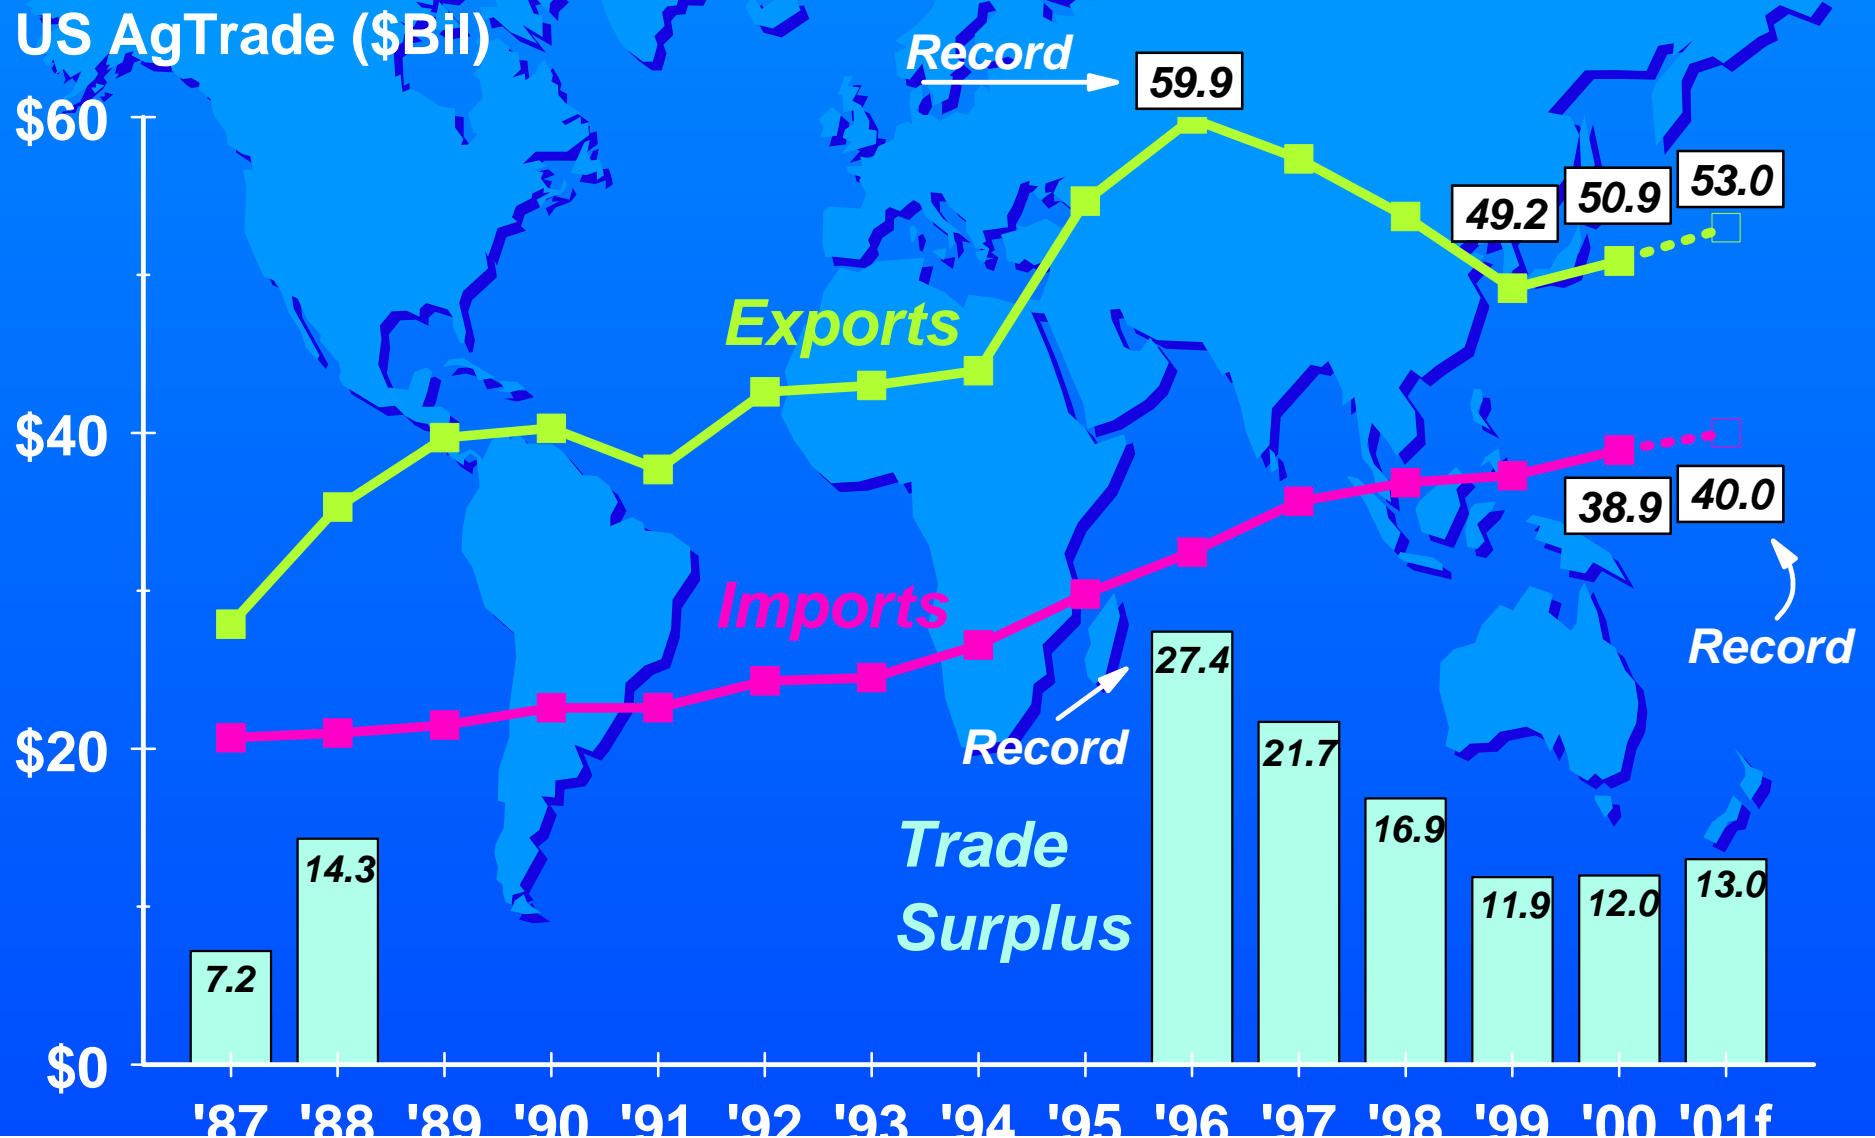 US AgTrade ($Bil)
Record
59.9
$60
53.0
50.9
49.2
Exports
$40
40.0
38.9
Imports
Record
27.4
Record
$20
21.7
16.9
Trade
Surplus
14.3
13.0
12.0
11.9
7.2
$0
'87 '88 '89 '90 '91 '92 '93 '94 '95 '96 '97 '98 '99 '00 '01f